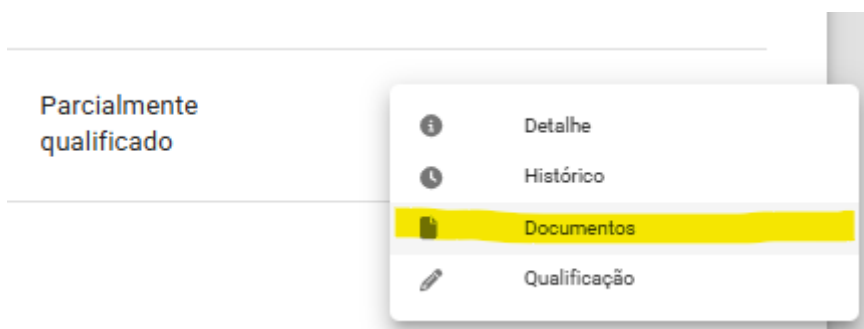 Parcialmente
qualificado
Detalhe
Histórico
Documentos
Qualificação